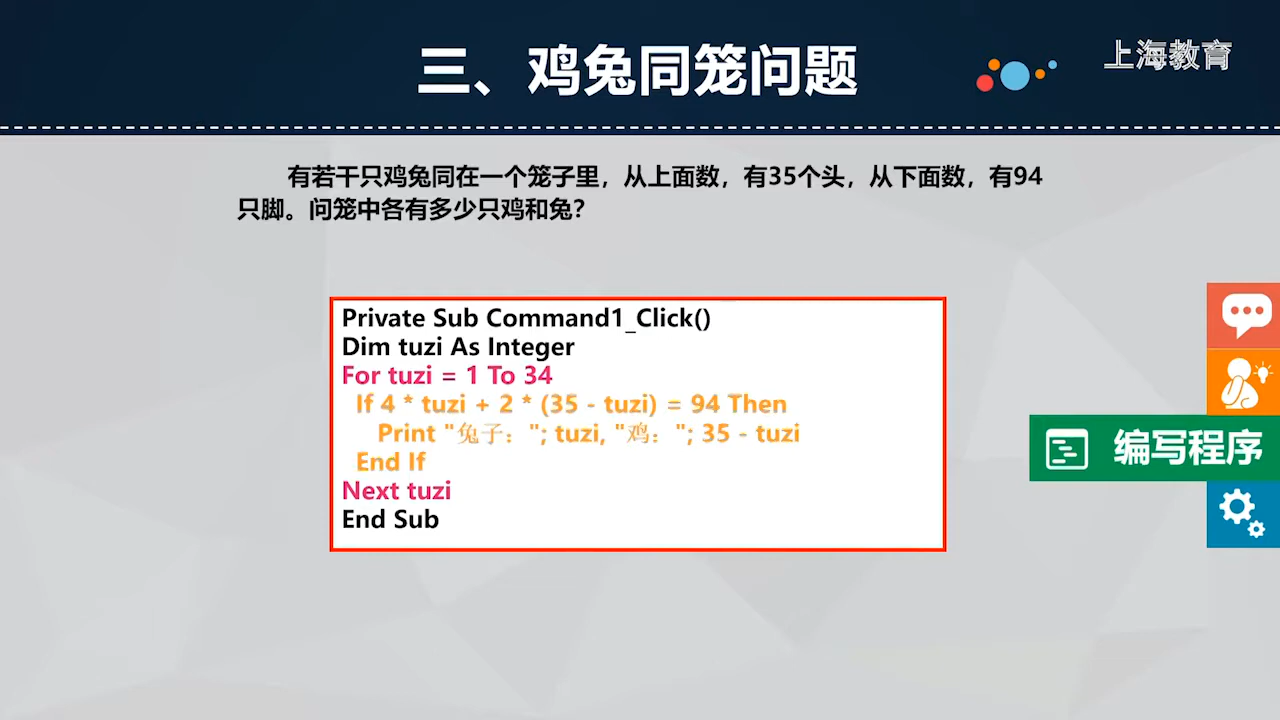 三、鸡兔同笼问题
上海教育
有若干只鸡兔同在一个笼子里，从上面数，有35个头，从下面数，有94
只脚。问笼中各有多少只鸡和兔？
Private Sub Command1_Click()
Dim tuzi As Integer
For tuzi = 1 To 34
If 4 * tuzi + 2 * (35 - tuzi) = 94 Then
Print "兔子："; tuzi, "鸡："; 35 - tuzi
End If
Next tuzi
End Sub
编写程序